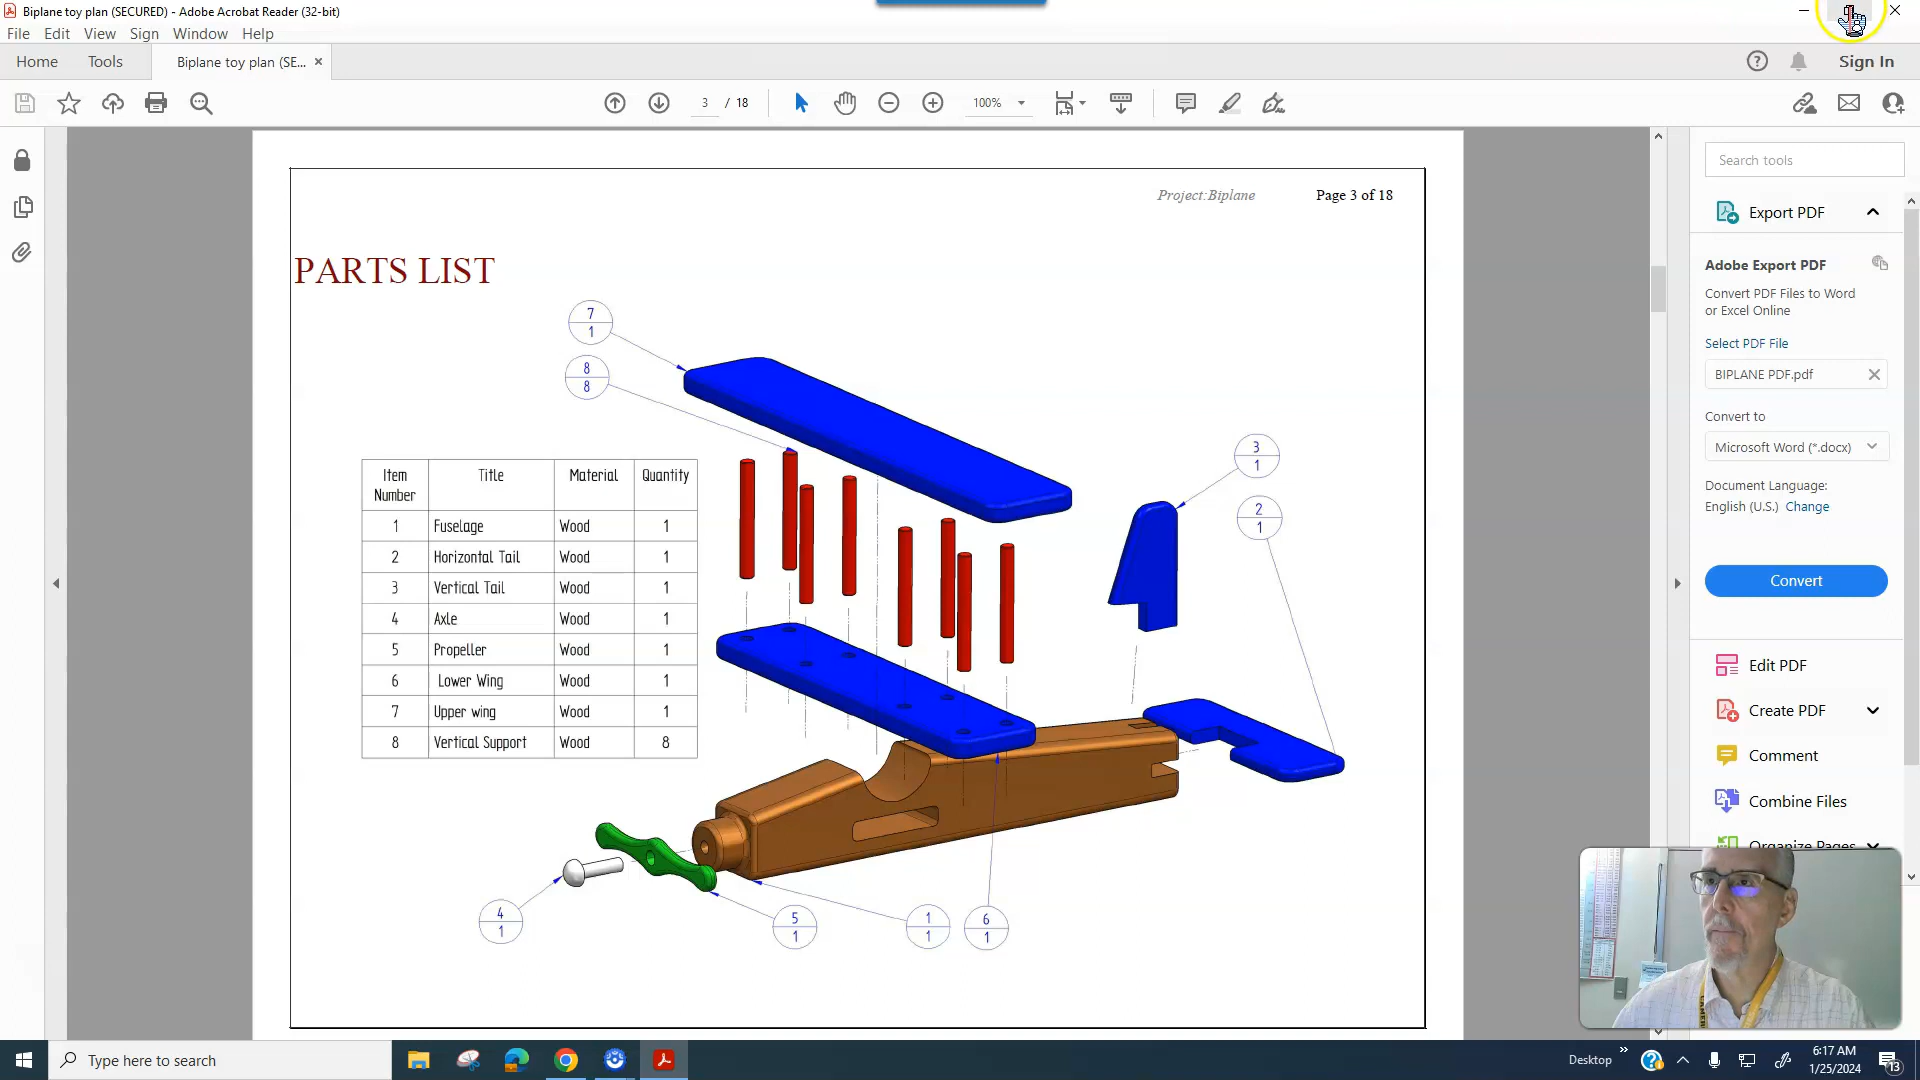 Biplane toy plan (SECURED) - Adobe Acrobat Reader (32-bit)
File Edit View Sign Window Help
Home Tools Biplane toy plan (SE... × Sign In
3 / 18 100%
Project:Biplane Page 3 of 18
PARTS LIST
7
1
8
8
3
1
2
1
Item Number Title Material Quantity
1 Fuselage Wood 1
2 Horizontal Tail Wood 1
3 Vertical Tail Wood 1
4 Axle Wood 1
5 Propeller Wood 1
6 Lower Wing Wood 1
7 Upper wing Wood 1
8 Vertical Support Wood 8
4
1
5
1
1
1
6
1
Search tools
Export PDF
Adobe Export PDF
Convert PDF Files to Word
or Excel Online
Select PDF File
BIPLANE PDF.pdf
Convert to
Microsoft Word (*.docx)
Document Language:
English (U.S.) Change
Convert
Edit PDF
Create PDF
Comment
Combine Files
Organize Pages
Type here to search
Desktop
6:17 AM
1/25/2024
13